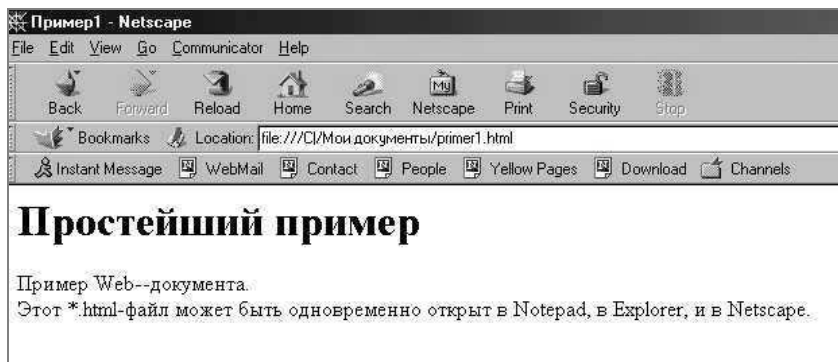 Пример1 - Netscape
File Edit View Go Communicator Help
Back Forward Reload Home Search Netscape Print Security Stop
Bookmarks Location: file:///C|/Мои документы/primer1.html
Instant Message WebMail Contact People Yellow Pages Download Channels
Простейший пример
Пример Web--документа.
Этот *.html-файл может быть одновременно открыт в Notepad, в Explorer, и в Netscape.